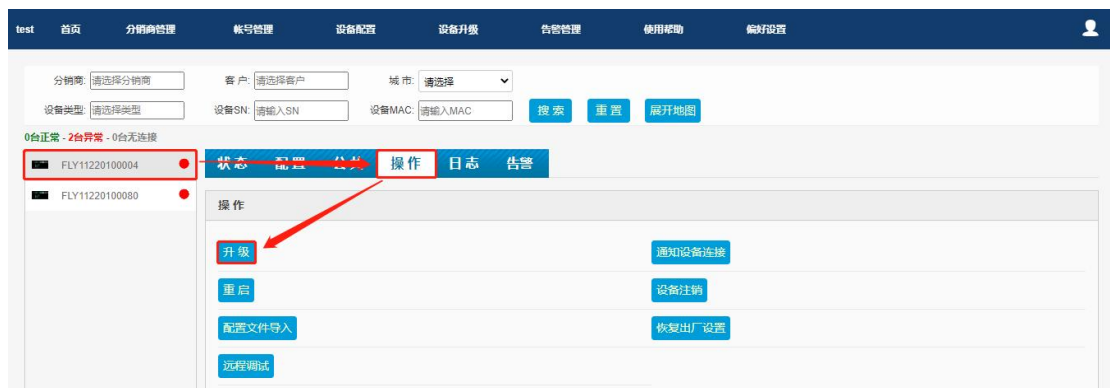 test 首页 分销商管理 帐号管理 设备配置 设备升级 告警管理 使用帮助 偏好设置
分销商: 请选择分销商 客 户: 请选择客户 城 市: 请选择
设备类型: 请选择类型 设备SN: 请输入SN 设备MAC: 请输入MAC 搜 索 重 置 展开地图
0台正常 - 2台异常 - 0台无连接
FLY11220100004 状 态 配 置 操 作 日 志 告警
FLY11220100080
操 作
升 级 通知设备连接
重 启 设备注销
配置文件导入 恢复出厂设置
远程调试